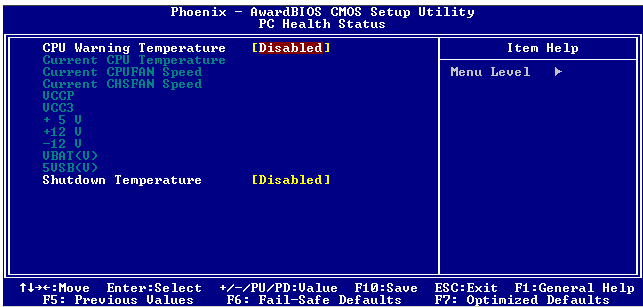 Phoenix - AwardBIOS CMOS Setup Utility
PC Health Status
CPU Warning Temperature [Disabled]
Current CPU Temperature
Current CPUFAN Speed
Current CHSFAN Speed
VCCP
VCC3
+ 5 V
+12 V
-12 V
VBAT(V)
5VSB(V)
Shutdown Temperature [Disabled]
Item Help
Menu Level ►
↑↓→←:Move Enter:Select +/-/PU/PD:Value F10:Save ESC:Exit F1:General Help
F5: Previous Values F6: Fail-Safe Defaults F7: Optimized Defaults